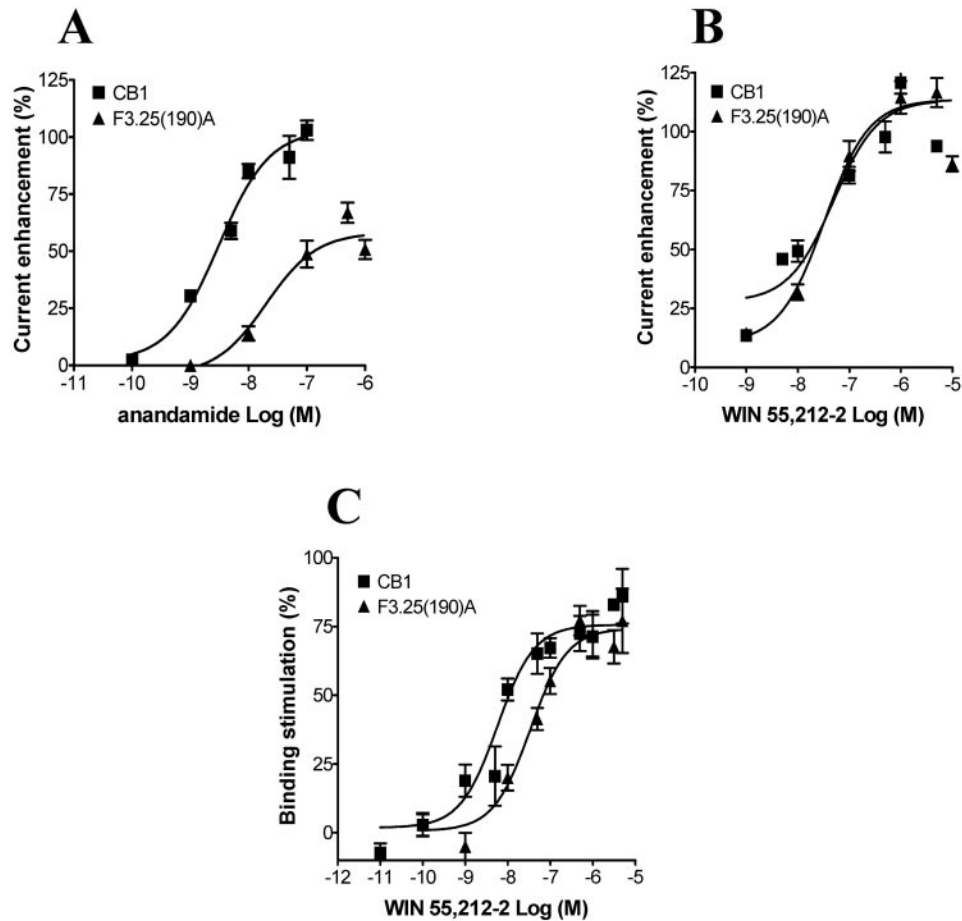 A
CB1
F3.25(190)A
Current enhancement (%)
125
100
75
50
25
0
-11 -10 -9 -8 -7 -6
anandamide Log (M)
B
CB1
F3.25(190)A
Current enhancement (%)
125
100
75
50
25
0
-10 -9 -8 -7 -6 -5
WIN 55,212-2 Log (M)
C
CB1
F3.25(190)A
Binding stimulation (%)
100
75
50
25
0
-12 -11 -10 -9 -8 -7 -6 -5
WIN 55,212-2 Log (M)